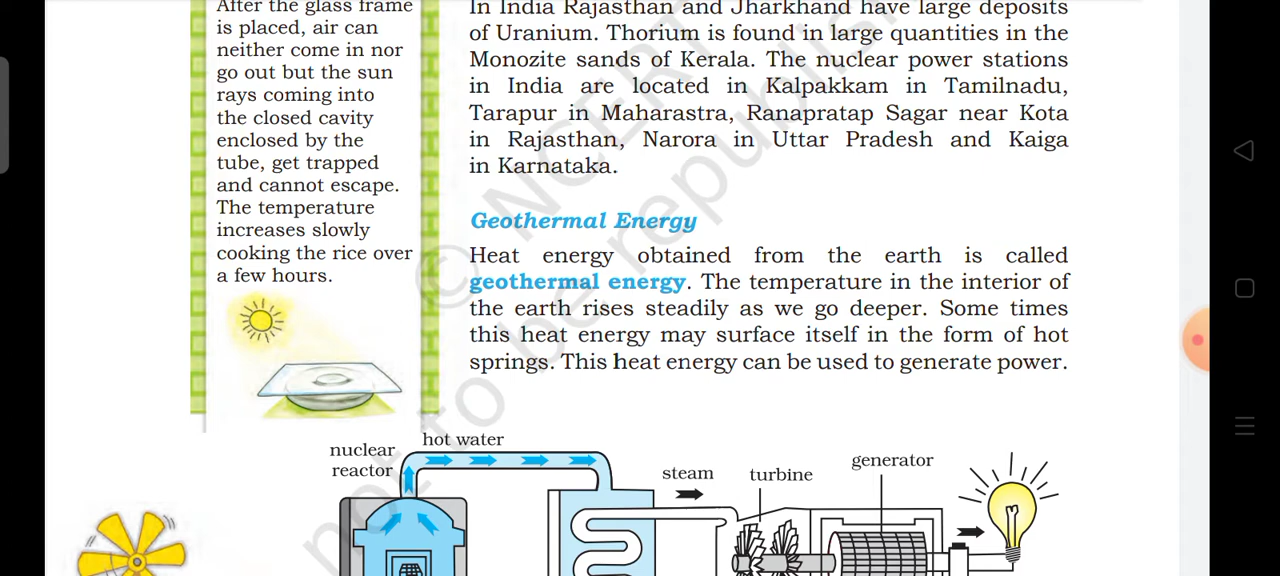 After the glass frame
is placed, air can
neither come in nor
go out but the sun
rays coming into
the closed cavity
enclosed by the
tube, get trapped
and cannot escape.
The temperature
increases slowly
cooking the rice over
a few hours.
In India Rajasthan and Jharkhand have large deposits
of Uranium. Thorium is found in large quantities in the
Monozite sands of Kerala. The nuclear power stations
in India are located in Kalpakkam in Tamilnadu,
Tarapur in Maharastra, Ranapratap Sagar near Kota
in Rajasthan, Narora in Uttar Pradesh and Kaiga
in Karnataka.
Geothermal Energy
Heat energy obtained from the earth is called
geothermal energy. The temperature in the interior of
the earth rises steadily as we go deeper. Some times
this heat energy may surface itself in the form of hot
springs. This heat energy can be used to generate power.
nuclear
reactor
hot water
steam
turbine
generator
© NCERT
not to be republish